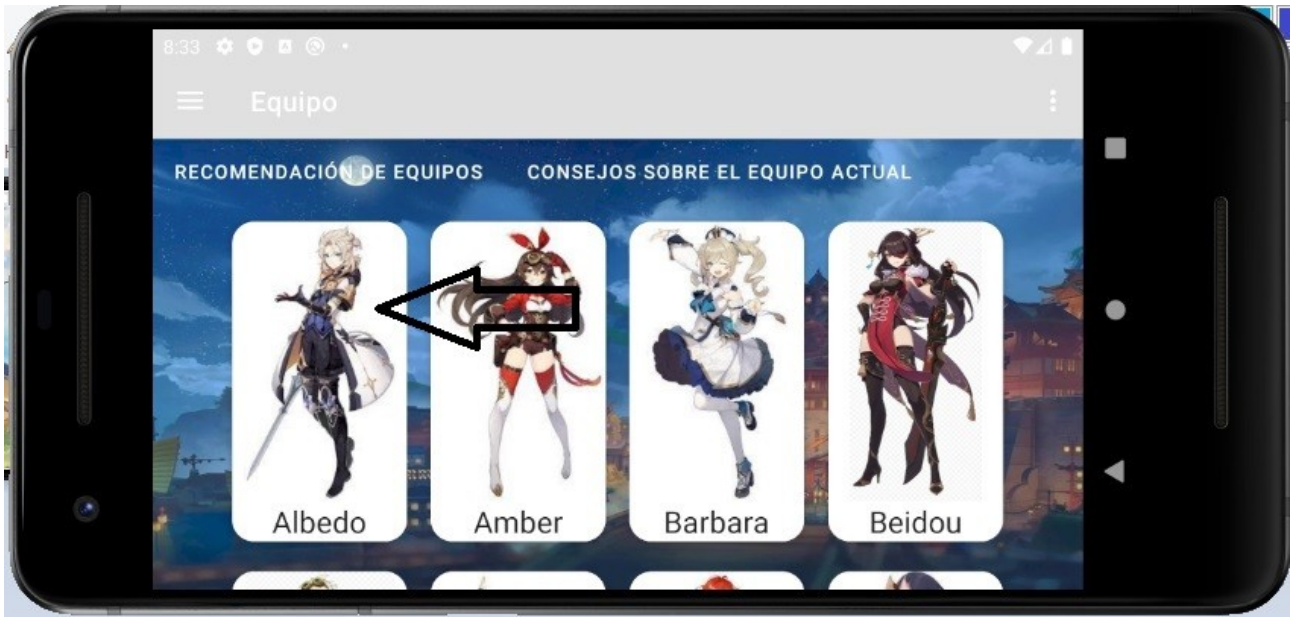 8:33
Equipo
RECOMENDACIÓN DE EQUIPOS CONSEJOS SOBRE EL EQUIPO ACTUAL
Albedo Amber Barbara Beidou